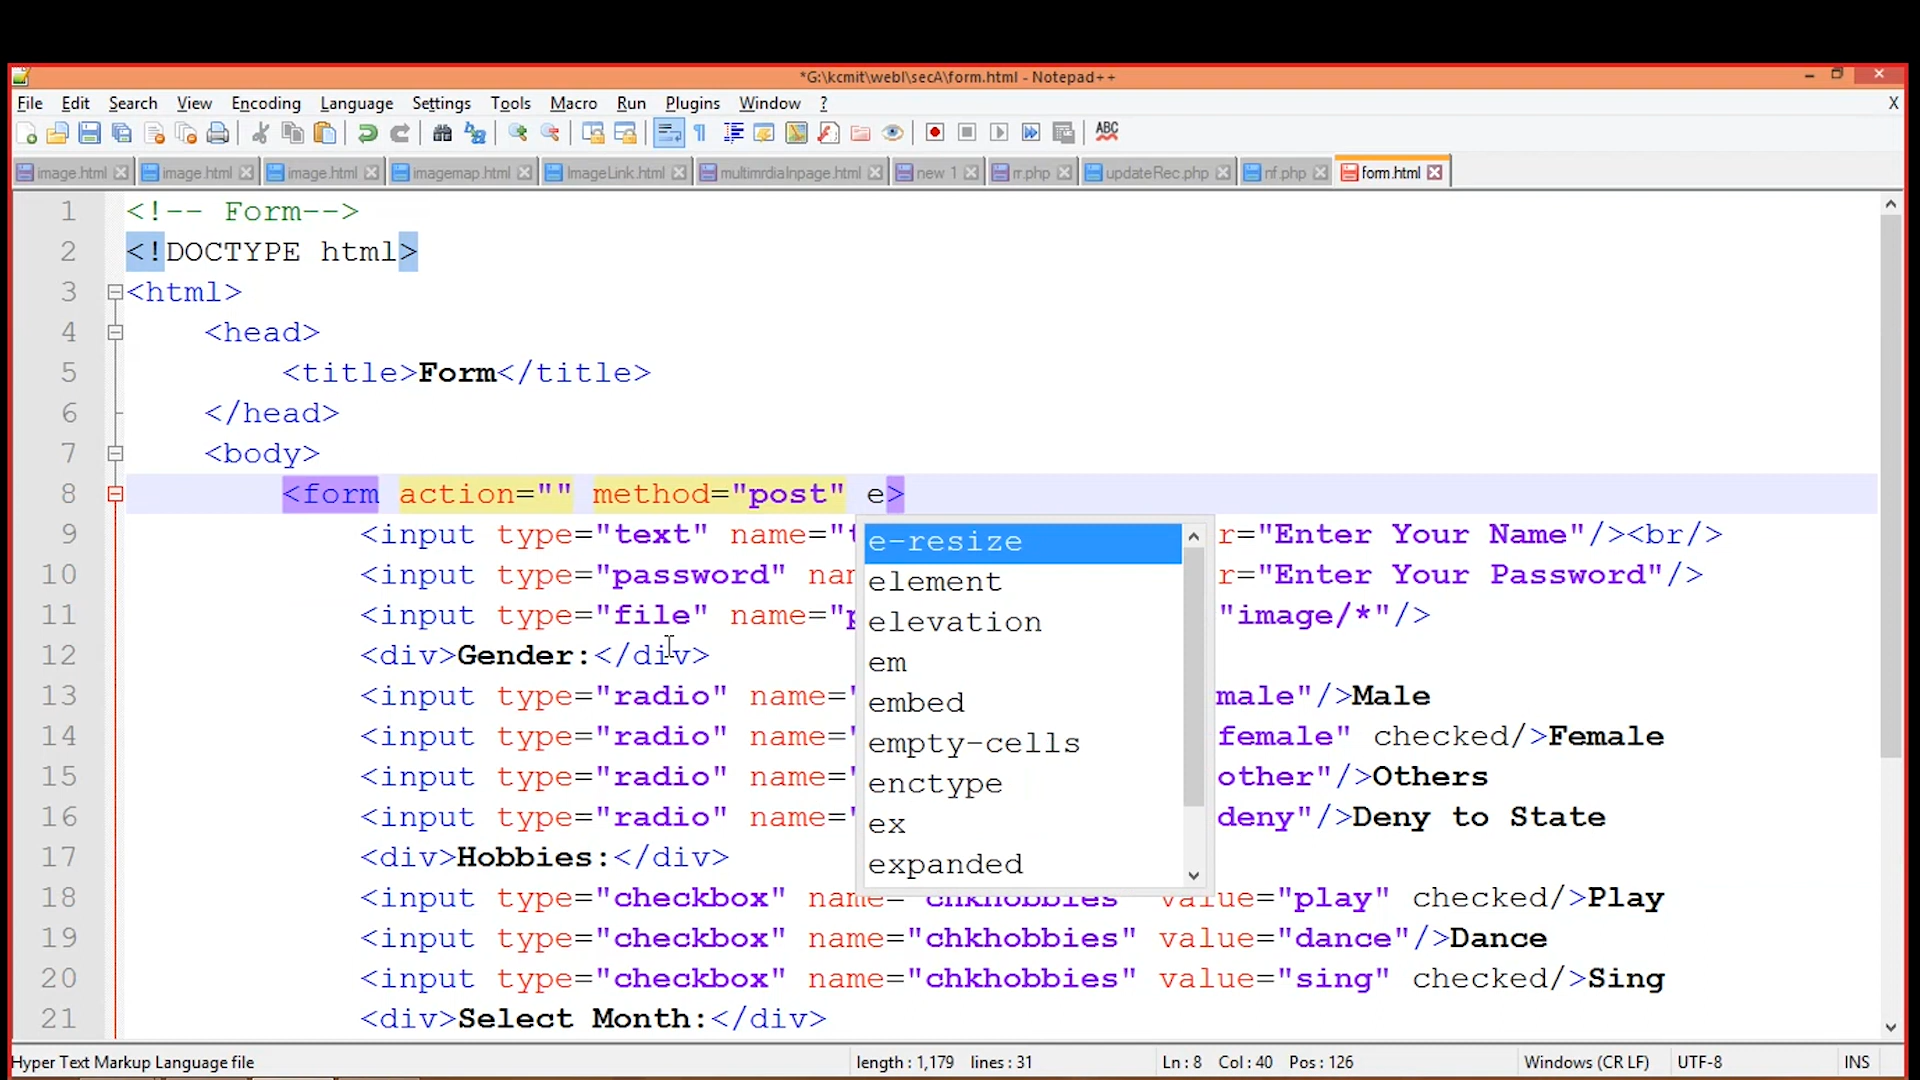 *G:\kcmit\webI\secA\form.html - Notepad++
File Edit Search View Encoding Language Settings Tools Macro Run Plugins Window ? X
image.html image.html image.html imagemap.html ImageLink.html multimrdiaInpage.html new 1 rr.php updateRec.php nf.php form.html
1 <!-- Form-->
2 <!DOCTYPE html>
3 <html>
4 <head>
5 <title>Form</title>
6 </head>
7 <body>
8 <form action="" method="post" e>
9 <input type="text" name="t r="Enter Your Name"/><br/>
10 <input type="password" nam r="Enter Your Password"/>
11 <input type="file" name="p "image/*"/>
12 <div>Gender:</div>
13 <input type="radio" name=" male"/>Male
14 <input type="radio" name=" female" checked/>Female
15 <input type="radio" name=" other"/>Others
16 <input type="radio" name=" deny"/>Deny to State
17 <div>Hobbies:</div>
18 <input type="checkbox" name="chkhobbies" value="play" checked/>Play
19 <input type="checkbox" name="chkhobbies" value="dance"/>Dance
20 <input type="checkbox" name="chkhobbies" value="sing" checked/>Sing
21 <div>Select Month:</div>
e-resize
element
elevation
em
embed
empty-cells
enctype
ex
expanded
Hyper Text Markup Language file length : 1,179 lines : 31 Ln : 8 Col : 40 Pos : 126 Windows (CR LF) UTF-8 INS